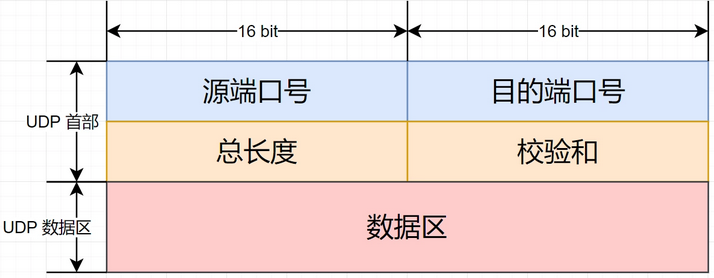 16 bit
16 bit
UDP 首部
源端口号
目的端口号
总长度
校验和
UDP 数据区
数据区